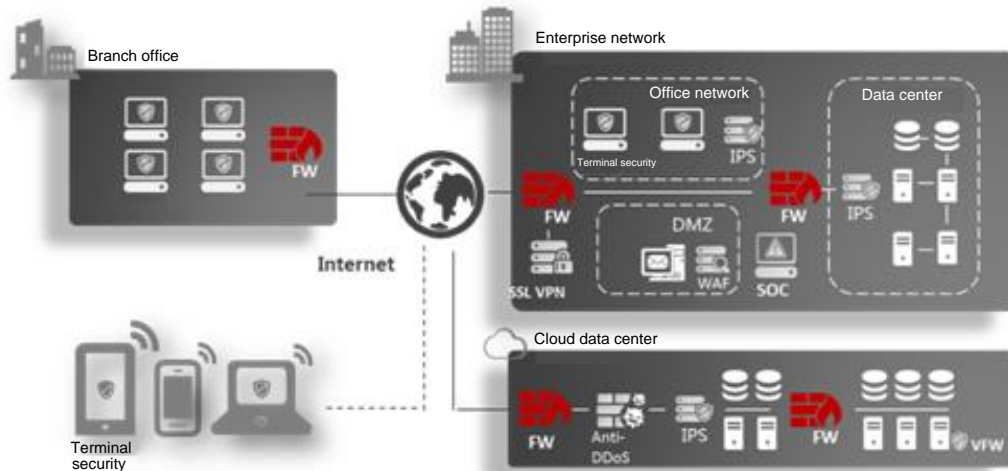 Branch office
FW
Internet
Terminal
security
Enterprise network
Office network
Terminal security
IPS
Data center
FW
FW
IPS
SSL VPN
DMZ
WAF
SOC
Cloud data center
FW
Anti-
DDoS
IPS
FW
VFW